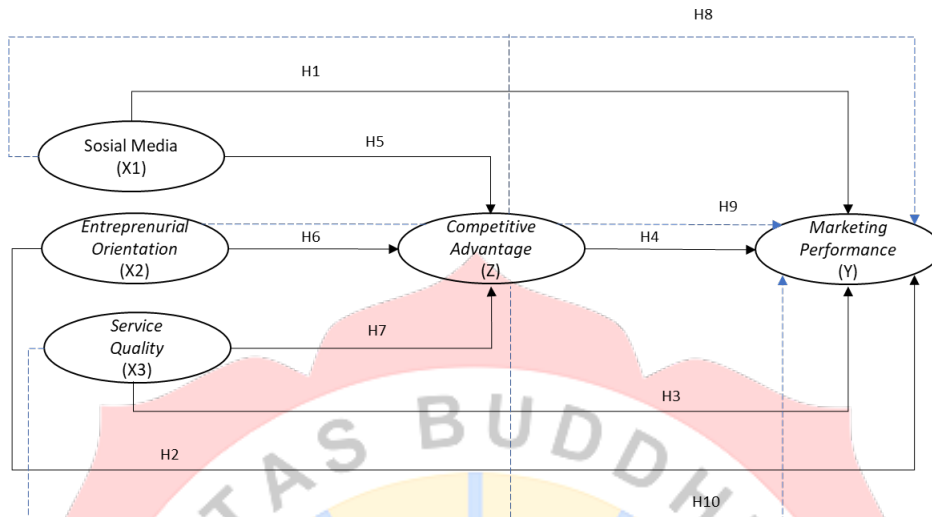 H8
H1
Sosial Media
(X1)
H5
Entreprenurial
Orientation
(X2)
H6
Competitive
Advantage
(Z)
H9
H4
Marketing
Performance
(Y)
Service
Quality
(X3)
H7
H3
H2
H10
TAS BUDDH